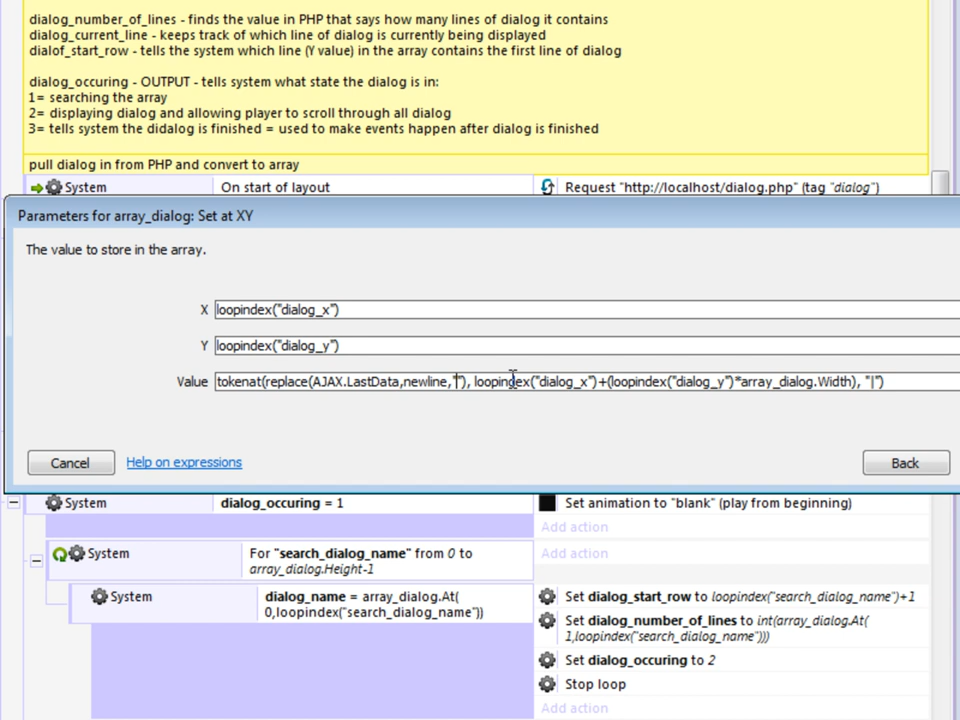 dialog_number_of_lines - finds the value in PHP that says how many lines of dialog it contains
dialog_current_line - keeps track of which line of dialog is currently being displayed
dialof_start_row - tells the system which line (Y value) in the array contains the first line of dialog
dialog_occuring - OUTPUT - tells system what state the dialog is in:
1= searching the array
2= displaying dialog and allowing player to scroll through all dialog
3= tells system the didalog is finished = used to make events happen after dialog is finished
pull dialog in from PHP and convert to array
System On start of layout Request "http://localhost/dialog.php" (tag "dialog")
Parameters for array_dialog: Set at XY
The value to store in the array.
X loopindex("dialog_x")
Y loopindex("dialog_y")
Value tokenat(replace(AJAX.LastData,newline,""), loopindex("dialog_x")+(loopindex("dialog_y")*array_dialog.Width), "|")
Cancel Help on expressions Back
System dialog_occuring = 1 Set animation to "blank" (play from beginning)
Add action
System For "search_dialog_name" from 0 to Add action
array_dialog.Height-1
System dialog_name = array_dialog.At( Set dialog_start_row to loopindex("search_dialog_name")+1
0,loopindex("search_dialog_name")) Set dialog_number_of_lines to int(array_dialog.At(
1,loopindex("search_dialog_name")))
Set dialog_occuring to 2
Stop loop
Add action